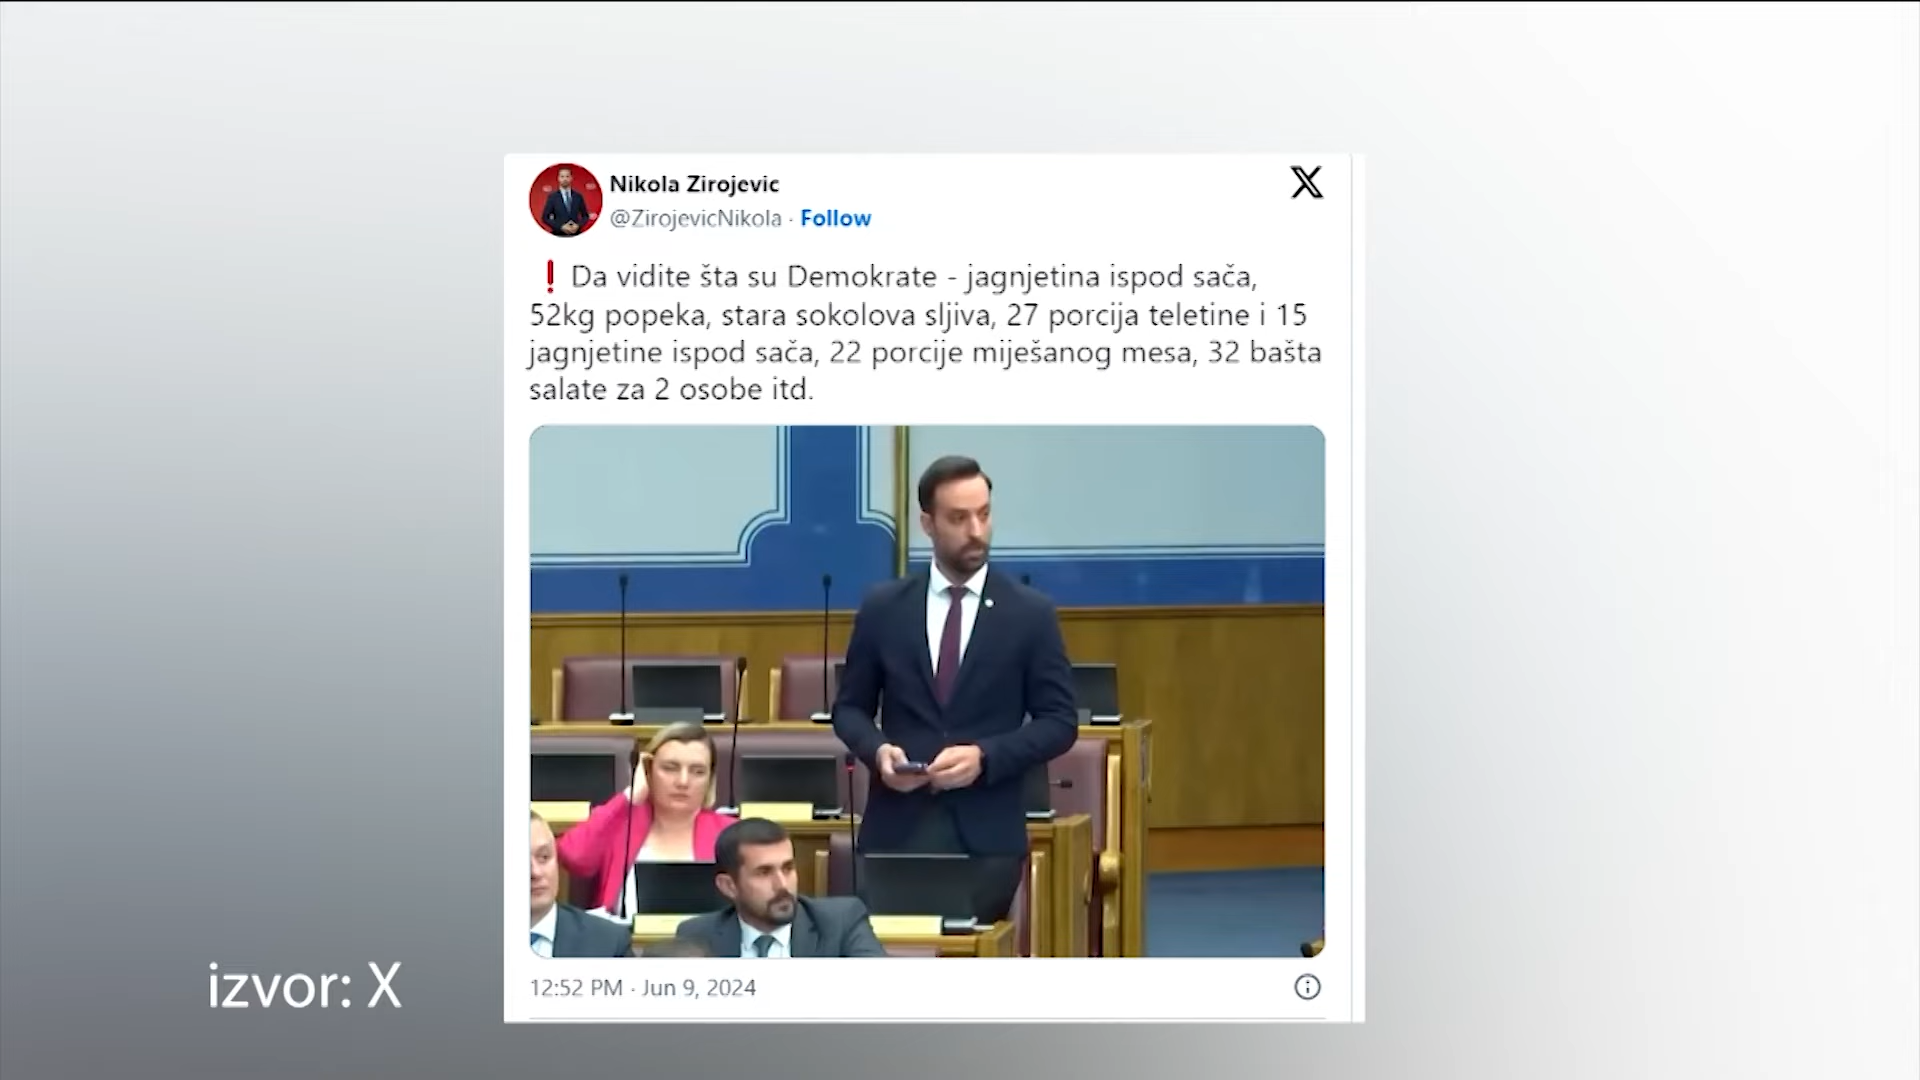 Nikola Zirojevic
@ZirojevicNikola · Follow
❗ Da vidite šta su Demokrate - jagnjetina ispod sača,
52kg popeka, stara sokolova sljiva, 27 porcija teletine i 15
jagnjetine ispod sača, 22 porcije miješanog mesa, 32 bašta
salate za 2 osobe itd.
12:52 PM · Jun 9, 2024
izvor: X